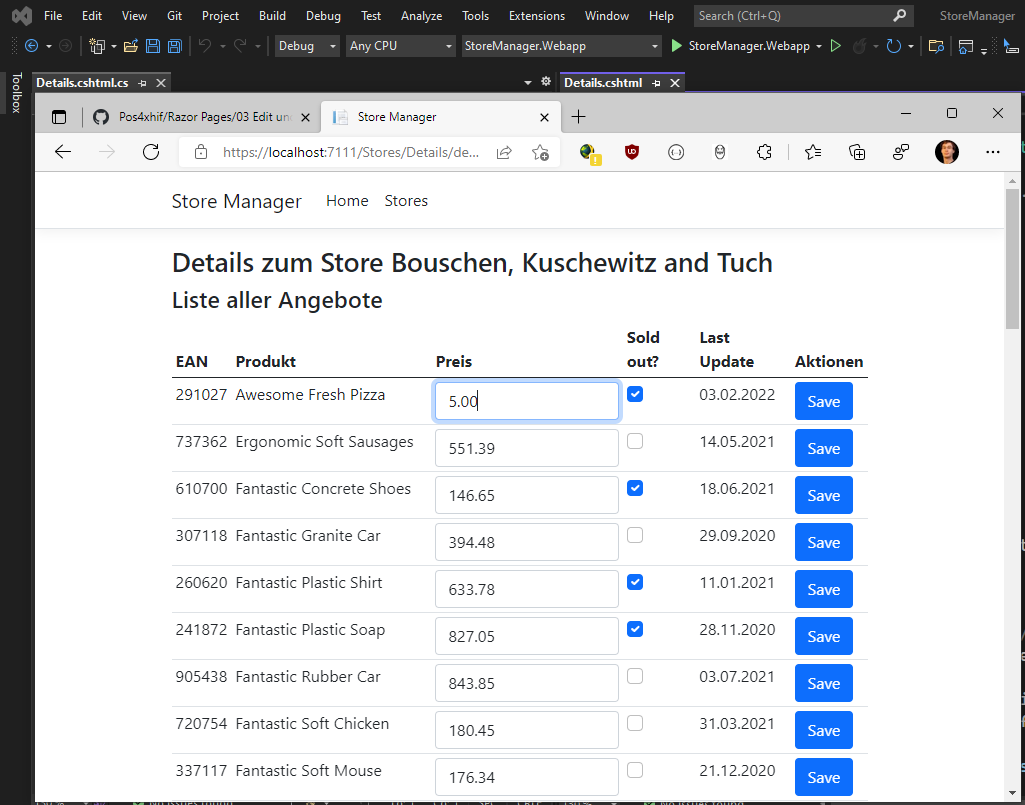 File Edit View Git Project Build Debug Test Analyze Tools Extensions Window Help Search (Ctrl+Q) StoreManager
Debug Any CPU StoreManager.Webapp StoreManager.Webapp
Toolbox
Details.cshtml.cs Details.cshtml
Pos4xhif/Razor Pages/03 Edit Store Manager
https://localhost:7111/Stores/Details/de...
Store Manager Home Stores
Details zum Store Bouschen, Kuschewitz and Tuch
Liste aller Angebote
EAN Produkt Preis Sold out? Last Update Aktionen
291027 Awesome Fresh Pizza 5.00 03.02.2022 Save
737362 Ergonomic Soft Sausages 551.39 14.05.2021 Save
610700 Fantastic Concrete Shoes 146.65 18.06.2021 Save
307118 Fantastic Granite Car 394.48 29.09.2020 Save
260620 Fantastic Plastic Shirt 633.78 11.01.2021 Save
241872 Fantastic Plastic Soap 827.05 28.11.2020 Save
905438 Fantastic Rubber Car 843.85 03.07.2021 Save
720754 Fantastic Soft Chicken 180.45 31.03.2021 Save
337117 Fantastic Soft Mouse 176.34 21.12.2020 Save